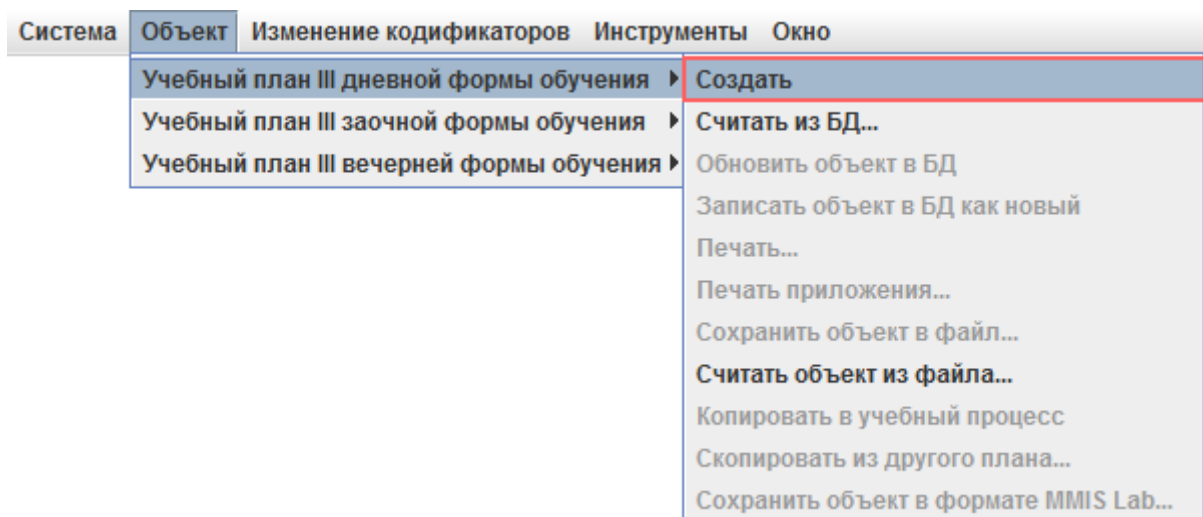 Система Объект Изменение кодификаторов Инструменты Окно
Учебный план III дневной формы обучения
Учебный план III заочной формы обучения
Учебный план III вечерней формы обучения
Создать
Считать из БД...
Обновить объект в БД
Записать объект в БД как новый
Печать...
Печать приложения...
Сохранить объект в файл...
Считать объект из файла...
Копировать в учебный процесс
Скопировать из другого плана...
Сохранить объект в формате MMIS Lab...